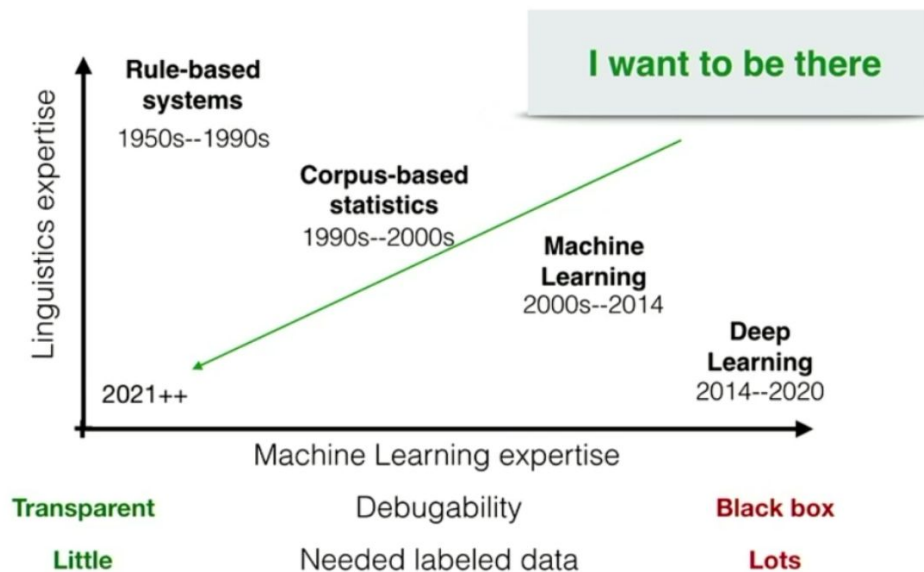 I want to be there
Linguistics expertise
Rule-based
systems
1950s--1990s
Corpus-based
statistics
1990s--2000s
Machine
Learning
2000s--2014
Deep
Learning
2014--2020
2021++
Machine Learning expertise
Transparent Debugability Black box
Little Needed labeled data Lots